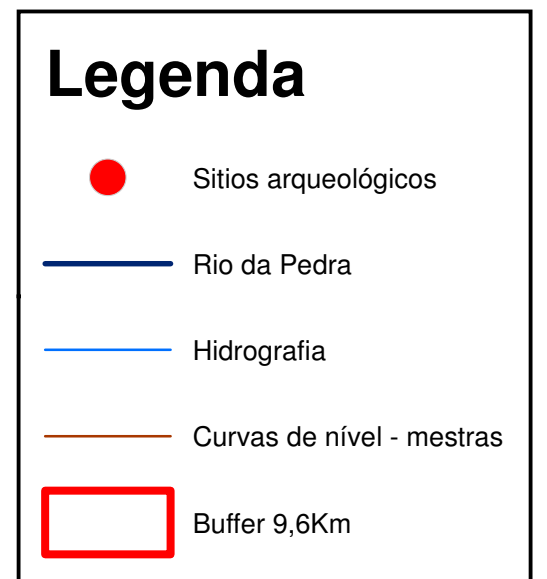 Legenda
Sitios arqueológicos
Rio da Pedra
Hidrografia
Curvas de nível - mestras
Buffer 9,6Km